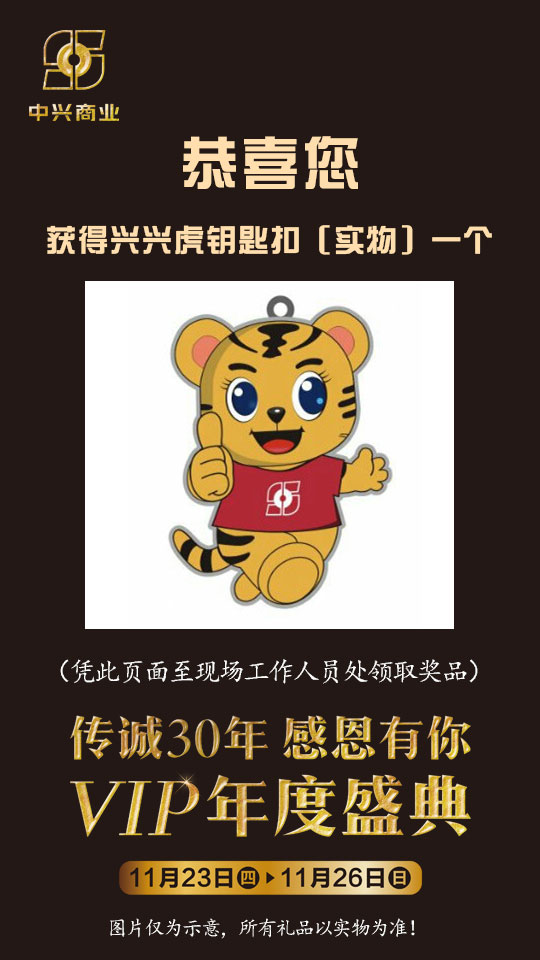 中兴商业
恭喜您
获得兴兴虎钥匙扣〔实物〕一个
（凭此页面至现场工作人员处领取奖品）
传诚30年 感恩有你
VIP年度盛典
11月23日四▶11月26日日
图片仅为示意，所有礼品以实物为准！